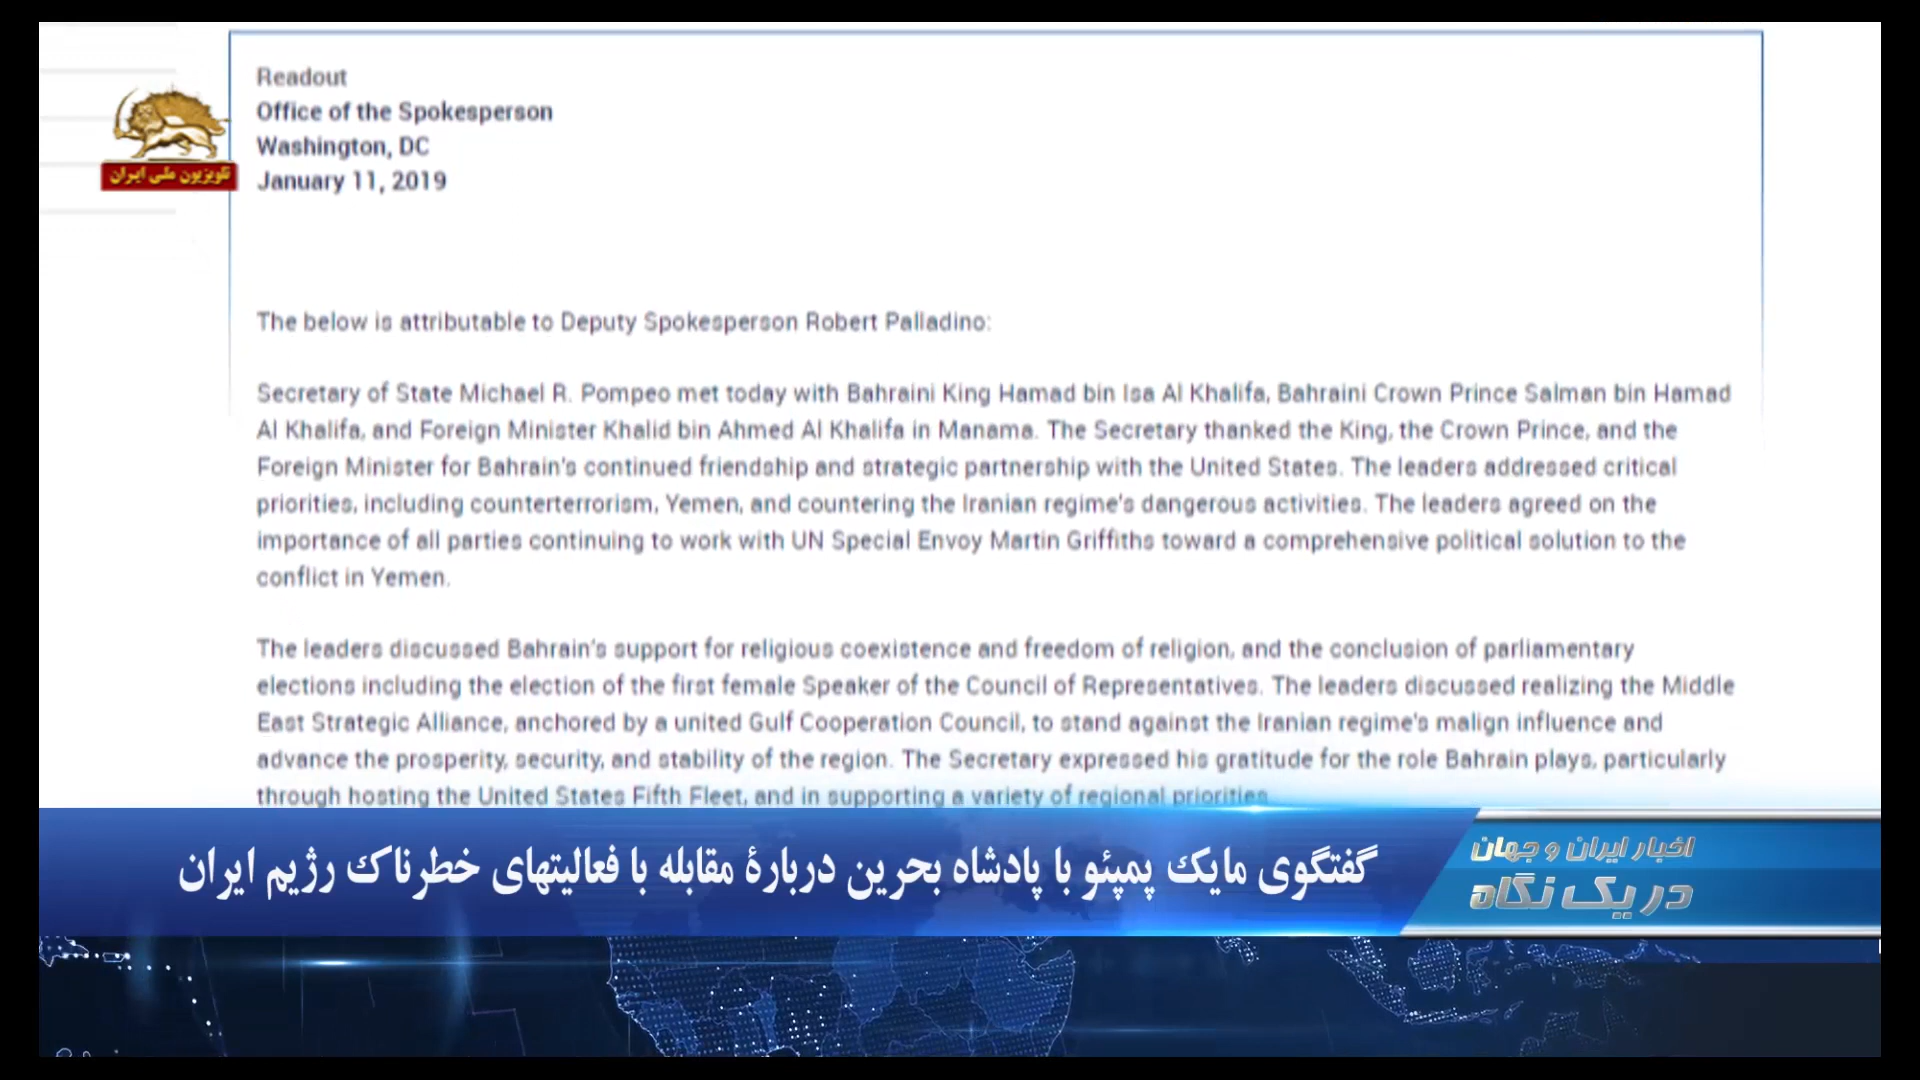 Readout
Office of the Spokesperson
Washington, DC
January 11, 2019
تلویزیون ملی ایران
The below is attributable to Deputy Spokesperson Robert Palladino:
Secretary of State Michael R. Pompeo met today with Bahraini King Hamad bin Isa Al Khalifa, Bahraini Crown Prince Salman bin Hamad
Al Khalifa, and Foreign Minister Khalid bin Ahmed Al Khalifa in Manama. The Secretary thanked the King, the Crown Prince, and the
Foreign Minister for Bahrain's continued friendship and strategic partnership with the United States. The leaders addressed critical
priorities, including counterterrorism, Yemen, and countering the Iranian regime's dangerous activities. The leaders agreed on the
importance of all parties continuing to work with UN Special Envoy Martin Griffiths toward a comprehensive political solution to the
conflict in Yemen.
The leaders discussed Bahrain's support for religious coexistence and freedom of religion, and the conclusion of parliamentary
elections including the election of the first female Speaker of the Council of Representatives. The leaders discussed realizing the Middle
East Strategic Alliance, anchored by a united Gulf Cooperation Council, to stand against the Iranian regime's malign influence and
advance the prosperity, security, and stability of the region. The Secretary expressed his gratitude for the role Bahrain plays, particularly
through hosting the United States Fifth Fleet, and in supporting a variety of regional priorities.
اخبار ایران و جهان
در یک نگاه
گفتگوی مایک پمپئو با پادشاه بحرین دربارهٔ مقابله با فعالیتهای خطرناک رژیم ایران